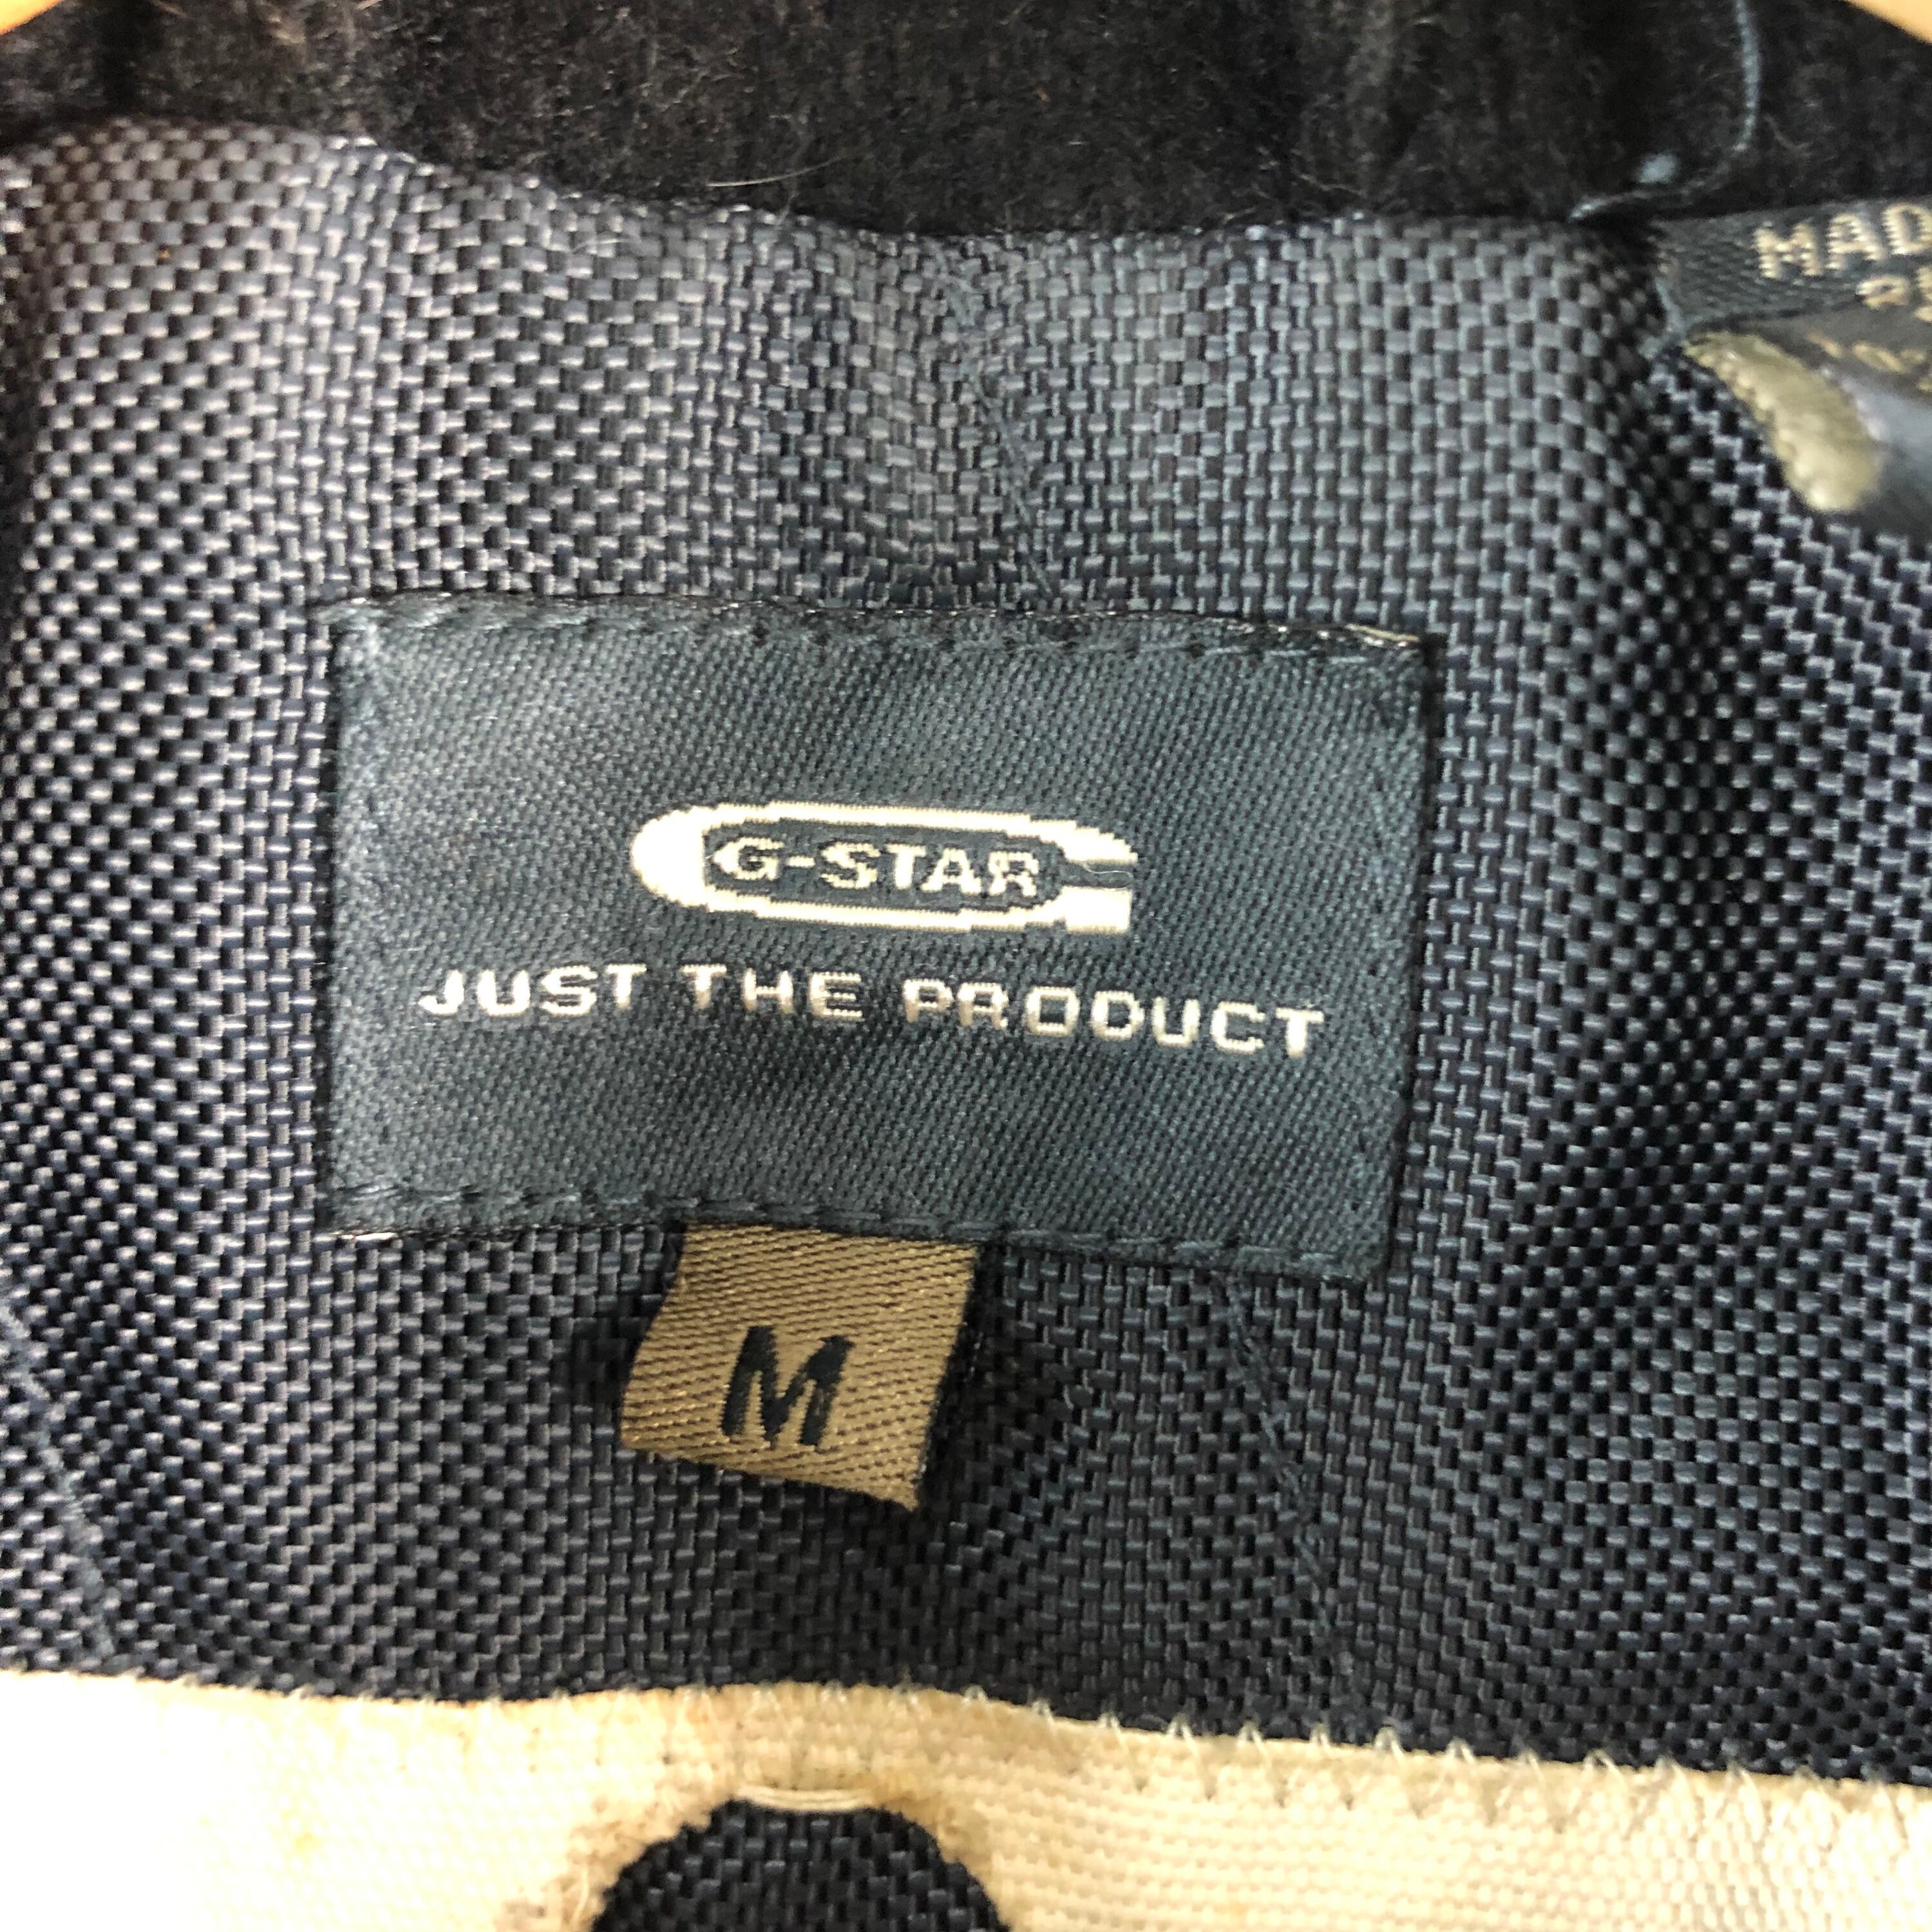 G-STAR
JUST THE PRODUCT
M